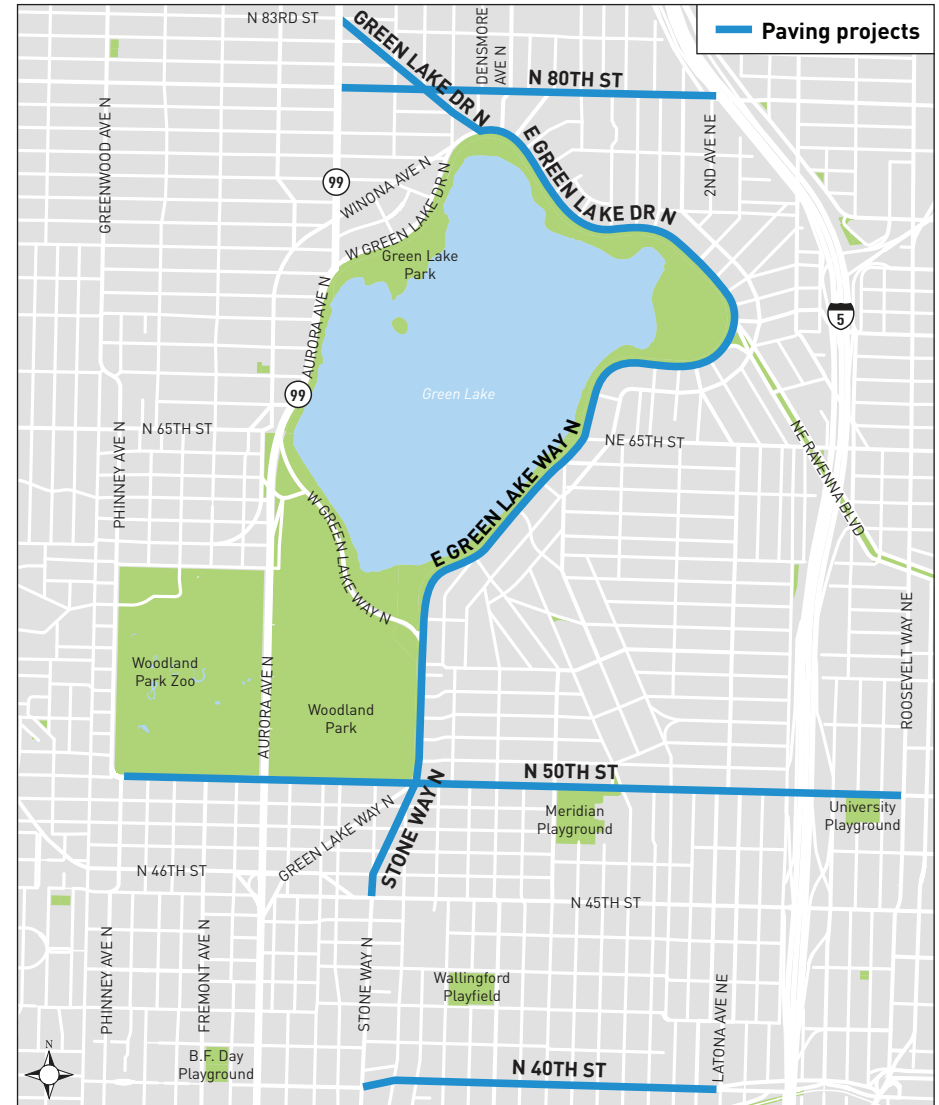 N 83RD ST
GREEN LAKE DR N
DENSMORE
AVE N
Paving projects
N 80TH ST
GREENWOOD AVE N
99
WINONA AVE N
W GREEN LAKE DR N
E GREEN LAKE DR N
2ND AVE NE
Green Lake
Park
AURORA AVE N
5
99
Green Lake
N 65TH ST
PHINNEY AVE N
NE 65TH ST
NE RAVENNA BLVD
E GREEN LAKE WAY N
W GREEN LAKE WAY N
ROOSEVELT WAY NE
Woodland
Park Zoo
AURORA AVE N
Woodland
Park
N 50TH ST
STONE WAY N
Meridian
Playground
University
Playground
GREEN LAKE WAY N
N 46TH ST
N 45TH ST
PHINNEY AVE N
FREMONT AVE N
STONE WAY N
Wallingford
Playfield
LATONA AVE NE
N
B.F. Day
Playground
N 40TH ST